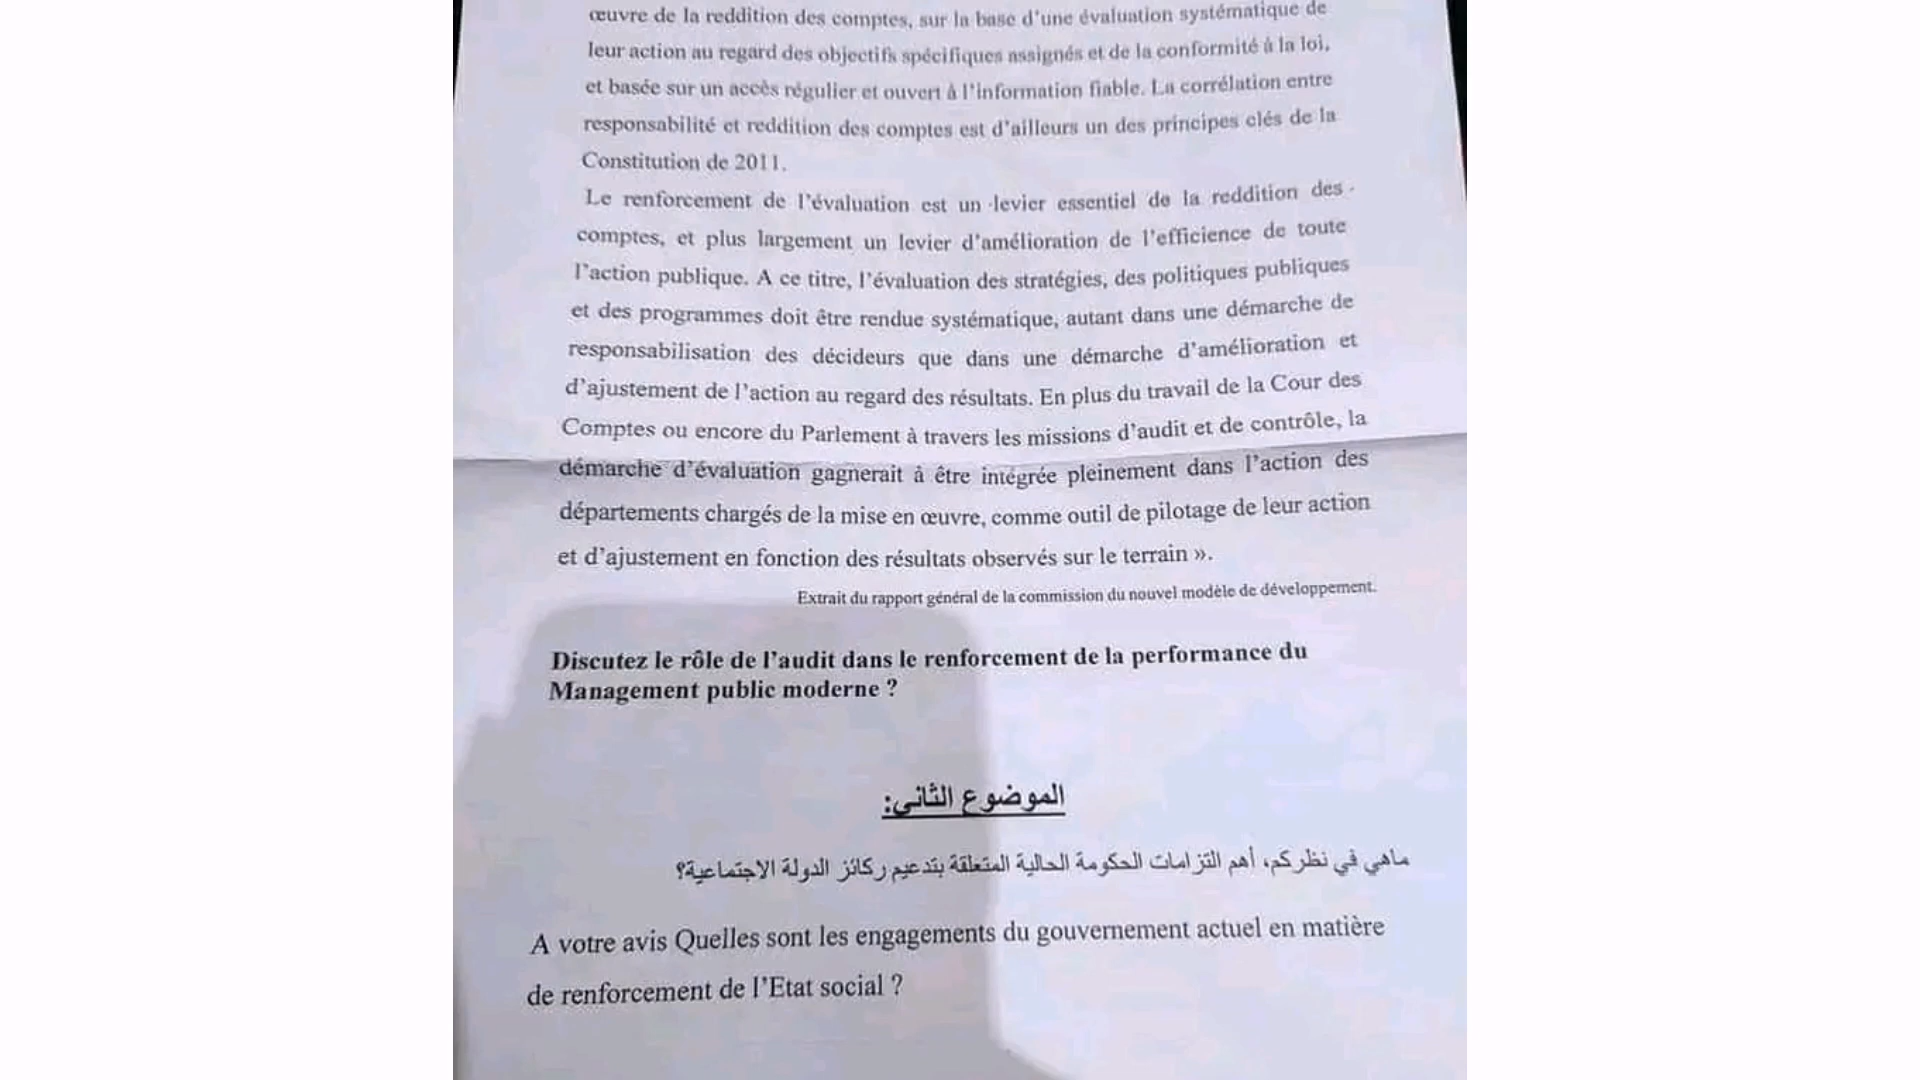 œuvre de la reddition des comptes, sur la base d'une évaluation systématique de
leur action au regard des objectifs spécifiques assignés et de la conformité à la loi,
et basée sur un accès régulier et ouvert à l'information fiable. La corrélation entre
responsabilité et reddition des comptes est d'ailleurs un des principes clés de la
Constitution de 2011.
Le renforcement de l'évaluation est un levier essentiel de la reddition des
comptes, et plus largement un levier d'amélioration de l'efficience de toute
l'action publique. A ce titre, l'évaluation des stratégies, des politiques publiques
et des programmes doit être rendue systématique, autant dans une démarche de
responsabilisation des décideurs que dans une démarche d'amélioration et
d'ajustement de l'action au regard des résultats. En plus du travail de la Cour des
Comptes ou encore du Parlement à travers les missions d'audit et de contrôle, la
démarche d'évaluation gagnerait à être intégrée pleinement dans l'action des
départements chargés de la mise en œuvre, comme outil de pilotage de leur action
et d'ajustement en fonction des résultats observés sur le terrain ».
Extrait du rapport général de la commission du nouvel modèle de développement.
Discutez le rôle de l'audit dans le renforcement de la performance du
Management public moderne ?
الموضوع الثاني:
ماهي في نظركم، أهم التزامات الحكومة الحالية المتعلقة بتدعيم ركائز الدولة الاجتماعية؟
A votre avis Quelles sont les engagements du gouvernement actuel en matière
de renforcement de l'Etat social ?